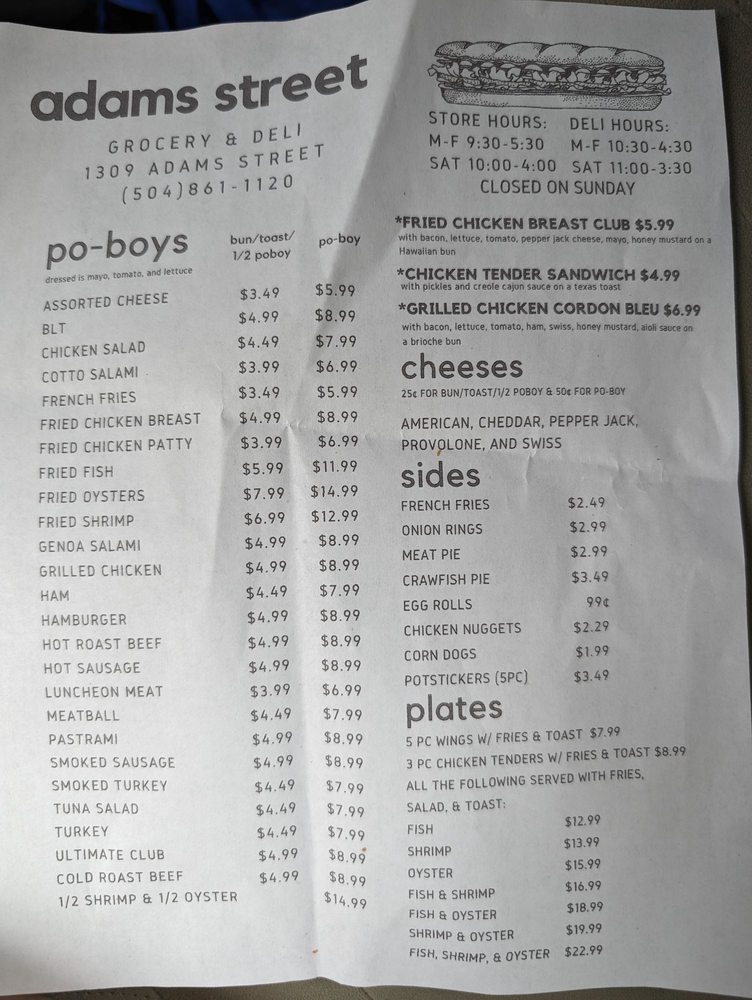 adams street
GROCERY & DELI
1309 ADAMS STREET
(504)861-1120
STORE HOURS: DELI HOURS:
M-F 9:30-5:30 M-F 10:30-4:30
SAT 10:00-4:00 SAT 11:00-3:30
CLOSED ON SUNDAY
po-boys
dressed is mayo, tomato, and lettuce
bun/toast/
1/2 poboy
po-boy
ASSORTED CHEESE $3.49 $5.99
BLT $4.99 $8.99
CHICKEN SALAD $4.49 $7.99
COTTO SALAMI $3.99 $6.99
FRENCH FRIES $3.49 $5.99
FRIED CHICKEN BREAST $4.99 $8.99
FRIED CHICKEN PATTY $3.99 $6.99
FRIED FISH $5.99 $11.99
FRIED OYSTERS $7.99 $14.99
FRIED SHRIMP $6.99 $12.99
GENOA SALAMI $4.99 $8.99
GRILLED CHICKEN $4.99 $8.99
HAM $4.49 $7.99
HAMBURGER $4.99 $8.99
HOT ROAST BEEF $4.99 $8.99
HOT SAUSAGE $4.99 $8.99
LUNCHEON MEAT $3.99 $6.99
MEATBALL $4.49 $7.99
PASTRAMI $4.99 $8.99
SMOKED SAUSAGE $4.99 $8.99
SMOKED TURKEY $4.49 $7.99
TUNA SALAD $4.49 $7.99
TURKEY $4.49 $7.99
ULTIMATE CLUB $4.99 $8.99
COLD ROAST BEEF $4.99 $8.99
1/2 SHRIMP & 1/2 OYSTER $14.99
*FRIED CHICKEN BREAST CLUB $5.99
with bacon, lettuce, tomato, pepper jack cheese, mayo, honey mustard on a
Hawaiian bun
*CHICKEN TENDER SANDWICH $4.99
with pickles and creole cajun sauce on a texas toast
*GRILLED CHICKEN CORDON BLEU $6.99
with bacon, lettuce, tomato, ham, swiss, honey mustard, aioli sauce on
a brioche bun
cheeses
25¢ FOR BUN/TOAST/1/2 POBOY & 50¢ FOR PO-BOY
AMERICAN, CHEDDAR, PEPPER JACK,
PROVOLONE, AND SWISS
sides
FRENCH FRIES $2.49
ONION RINGS $2.99
MEAT PIE $2.99
CRAWFISH PIE $3.49
EGG ROLLS 99¢
CHICKEN NUGGETS $2.29
CORN DOGS $1.99
POTSTICKERS (5PC) $3.49
plates
5 PC WINGS W/ FRIES & TOAST $7.99
3 PC CHICKEN TENDERS W/ FRIES & TOAST $8.99
ALL THE FOLLOWING SERVED WITH FRIES,
SALAD, & TOAST:
FISH $12.99
SHRIMP $13.99
OYSTER $15.99
FISH & SHRIMP $16.99
FISH & OYSTER $18.99
SHRIMP & OYSTER $19.99
FISH, SHRIMP, & OYSTER $22.99